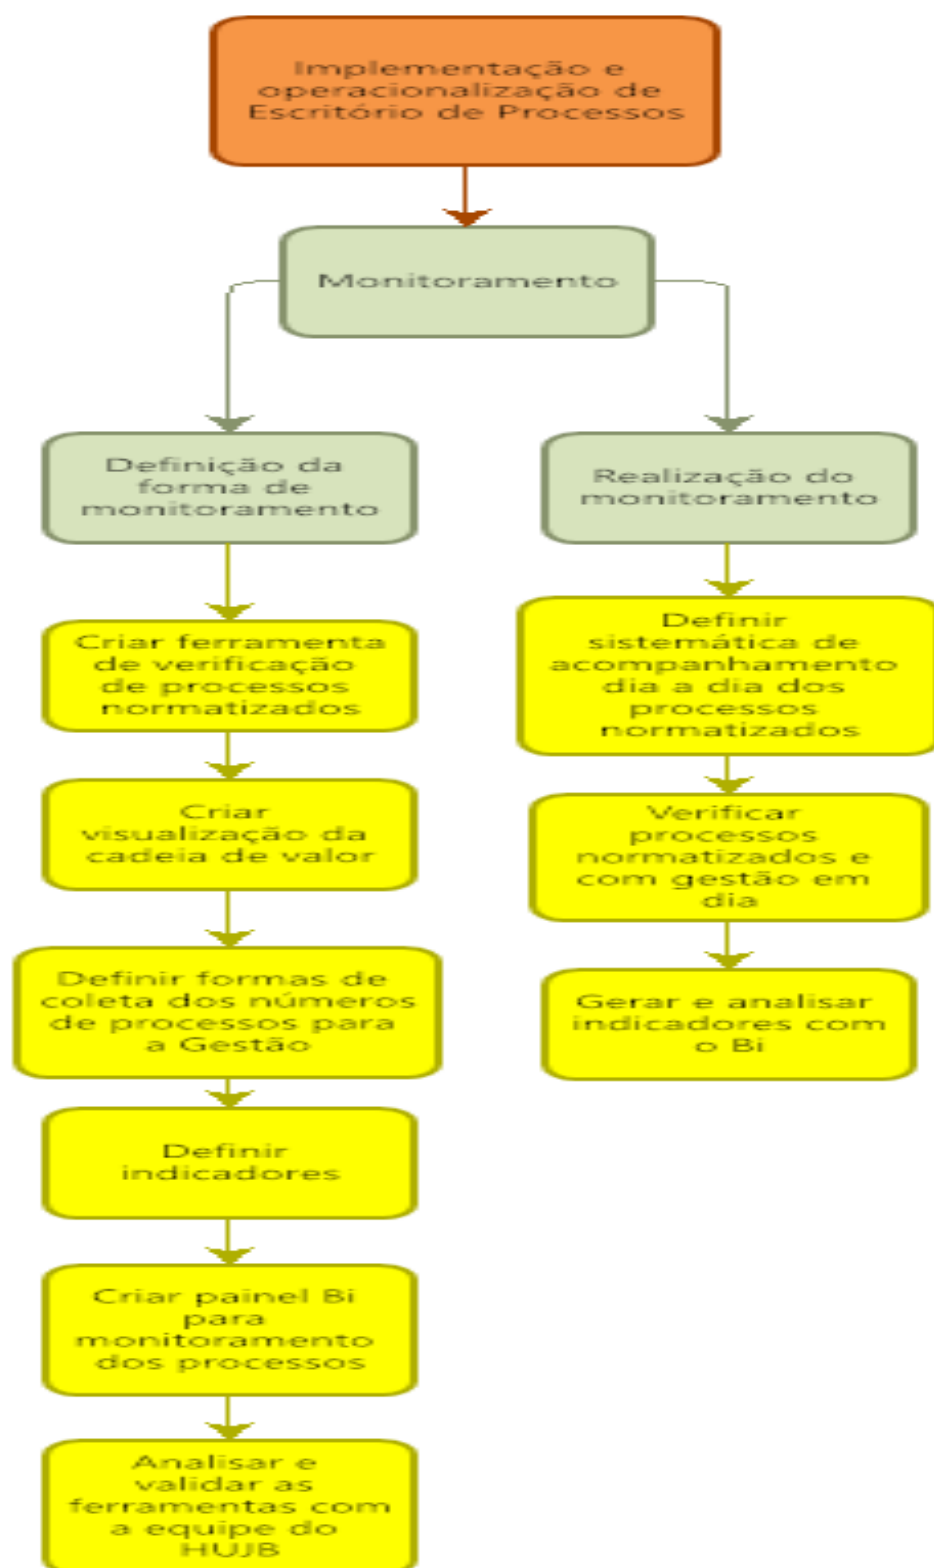 Implementação e
operacionalização de
Escritório de Processos
Monitoramento
Definição da
forma de
monitoramento
Criar ferramenta
de verificação
de processos
normatizados
Criar
visualização da
cadeia de valor
Definir formas de
coleta dos números
de processos para
a Gestão
Definir
indicadores
Criar painel Bi
para
monitoramento
dos processos
Analisar e
validar as
ferramentas com
a equipe do
HUJB
Realização do
monitoramento
Definir
sistemática de
acompanhamento
dia a dia dos
processos
normatizados
Verificar
processos
normatizados e
com gestão em
dia
Gerar e analisar
indicadores com
o Bi